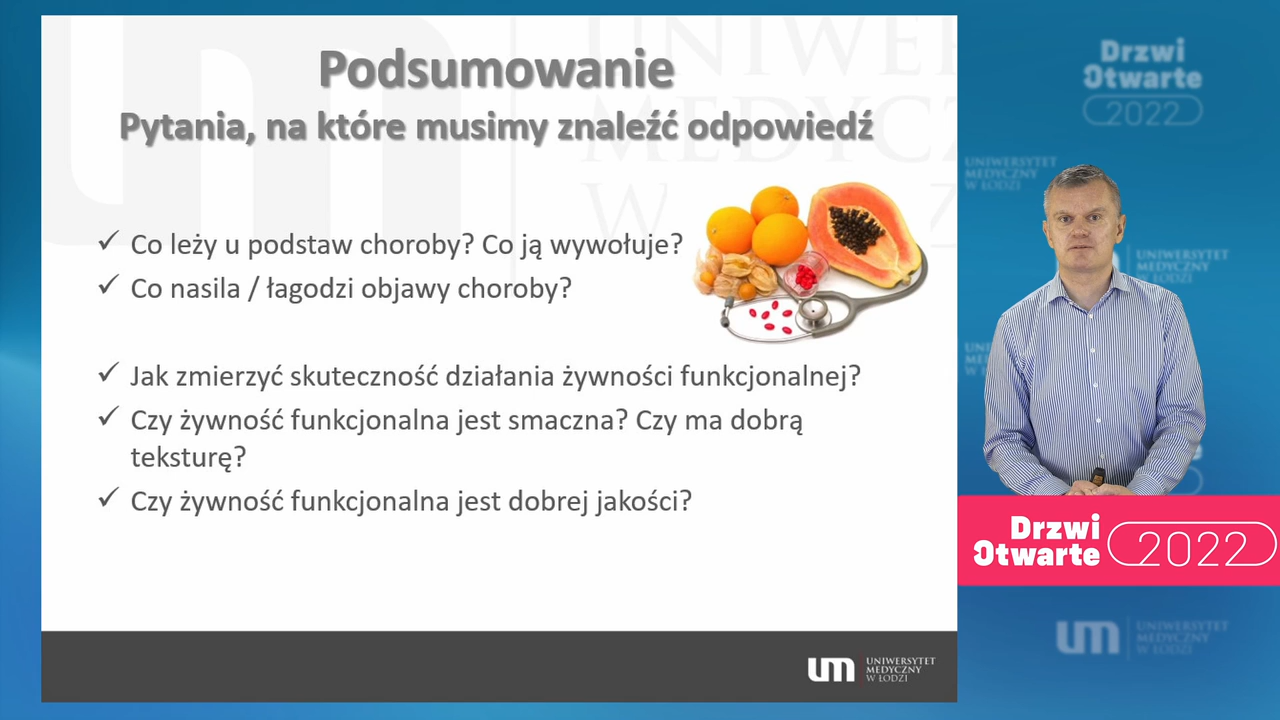 Podsumowanie
Pytania, na które musimy znaleźć odpowiedź
✓ Co leży u podstaw choroby? Co ją wywołuje?
✓ Co nasila / łagodzi objawy choroby?
✓ Jak zmierzyć skuteczność działania żywności funkcjonalnej?
✓ Czy żywność funkcjonalna jest smaczna? Czy ma dobrą
teksturę?
✓ Czy żywność funkcjonalna jest dobrej jakości?
um UNIWERSYTET
MEDYCZNY
W ŁODZI
Drzwi
Otwarte
2022
UNIWERSYTET
MEDYCZNY
W ŁODZI
UNIWERSYTET
MEDYCZNY
W ŁODZI
Drzwi
Otwarte 2022
um UNIWERSYTET
MEDYCZNY
W ŁODZI